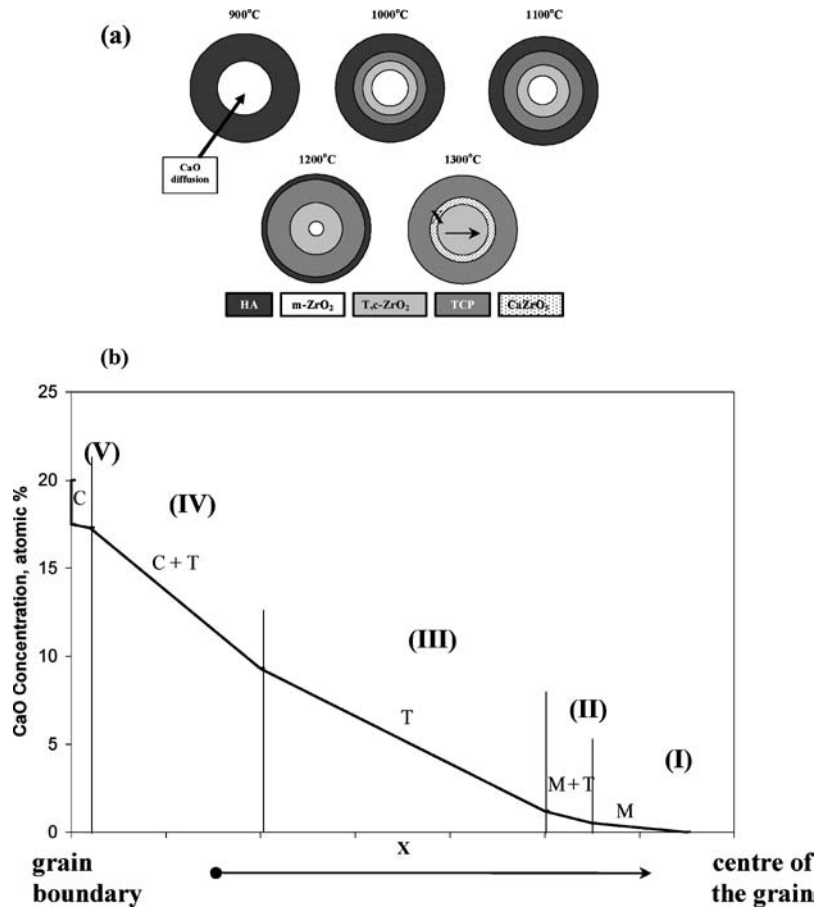 (a)
900°C
1000°C
1100°C
CaO
diffusion
1200°C
1300°C
X
HA
m-ZrO₂
T,c-ZrO₂
TCP
CaZrO₃
(b)
CaO Concentration, atomic %
25
20
15
10
5
0
(V)
C
(IV)
C + T
(III)
T
(II)
M+T
(I)
M
X
grain
boundary
centre of
the grain